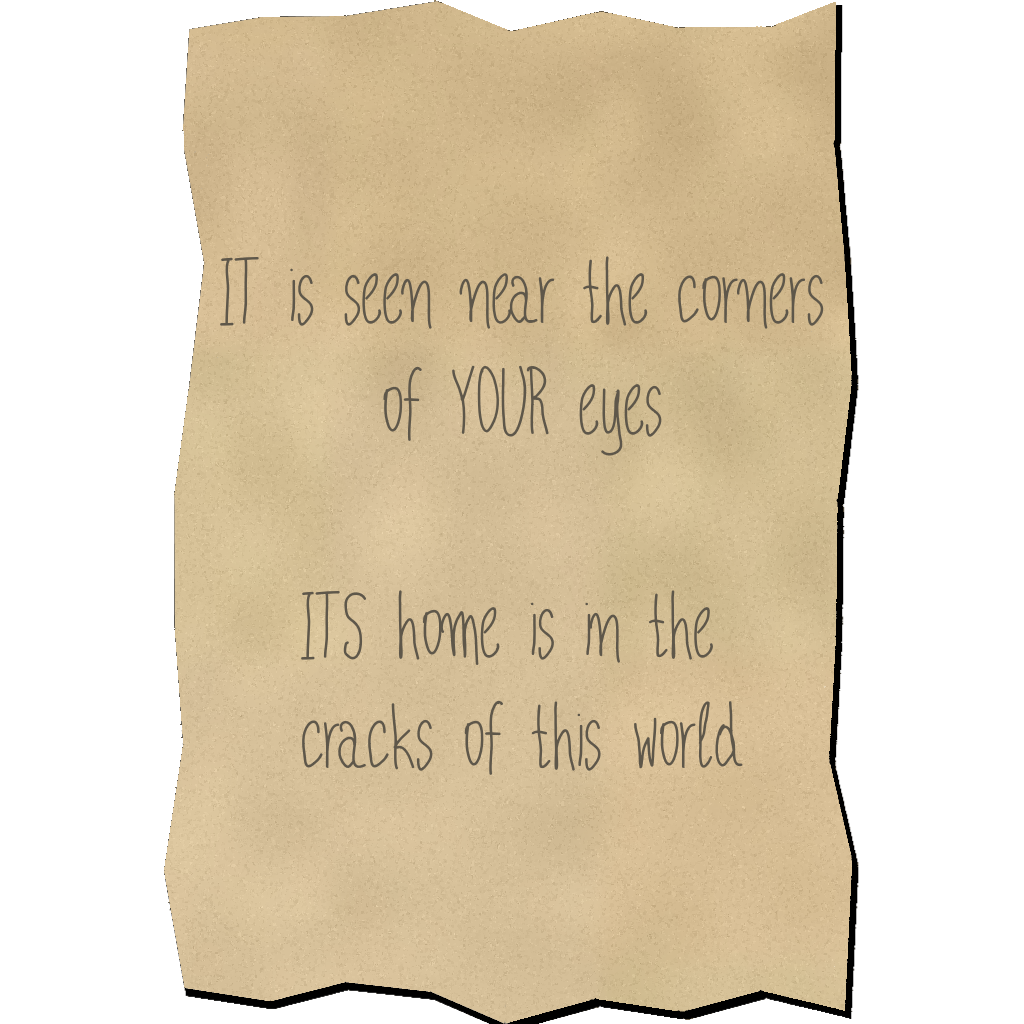 IT is seen near the corners
of YOUR eyes
ITS home is in the
cracks of this world